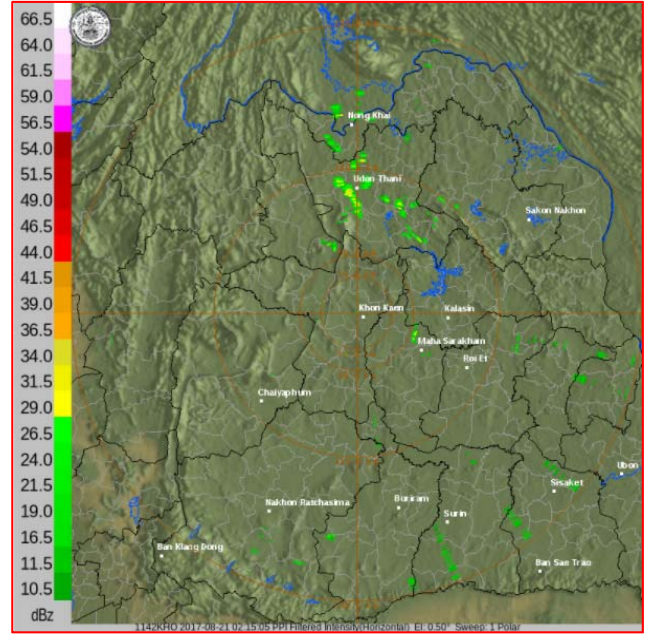 66.5
64.0
61.5
59.0
56.5
54.0
51.5
49.0
46.5
44.0
41.5
39.0
36.5
34.0
31.5
29.0
26.5
24.0
21.5
19.0
16.5
13.5
11.5
10.5
dBz
Nong Khai
Udon Thani
Sakon Nakhon
Khon Kaen
Kalasin
Maha Sarakham
Roi Et
Chaiyaphum
Ubon
Sisaket
Nakhon Ratchasima
Buriram
Surin
Ban Klang Dong
Ban San Trao
1142KHO 2017-08-21 02:15:05 PPI Filtered Intensity(Horizontal) El: 0.50° Sweep: 1 Polar